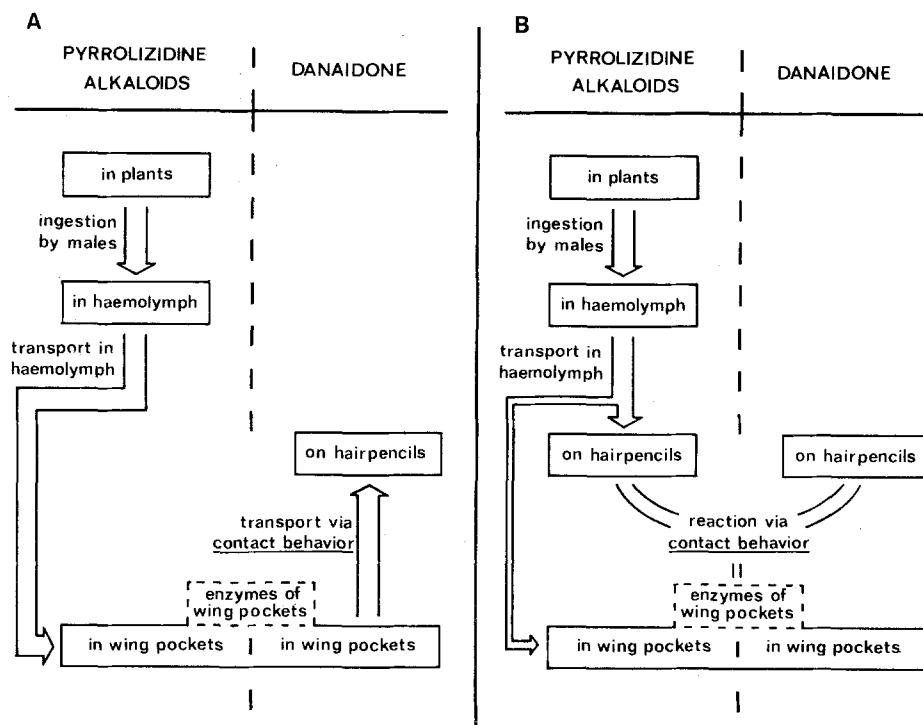 A
PYRROLIZIDINE
ALKALOIDS
DANAIDONE
in plants
ingestion
by males
in haemolymph
transport in
haemolymph
on hairpencils
transport via
contact behavior
enzymes of
wing pockets
in wing pockets
in wing pockets
B
PYRROLIZIDINE
ALKALOIDS
DANAIDONE
in plants
ingestion
by males
in haemolymph
transport in
haemolymph
on hairpencils
on hairpencils
reaction via
contact behavior
enzymes of
wing pockets
in wing pockets
in wing pockets